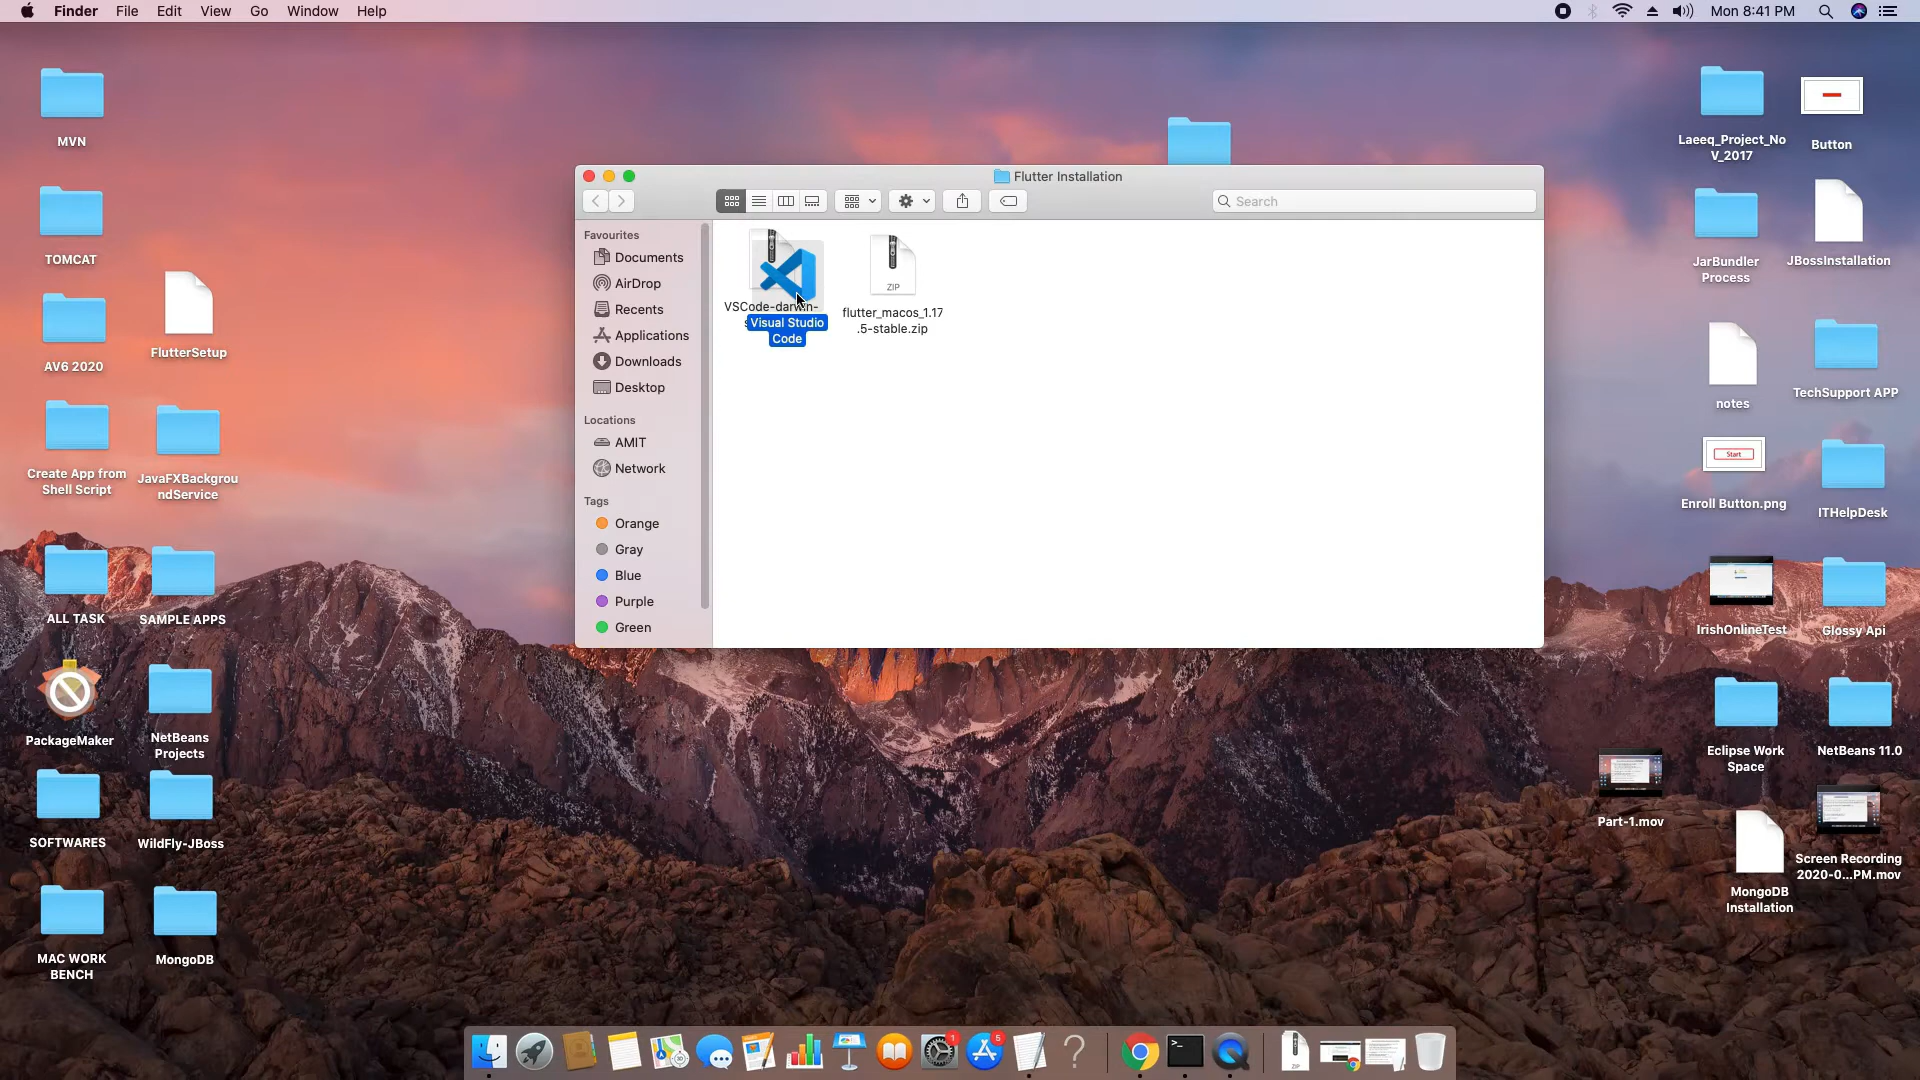 Finder File Edit View Go Window Help
Mon 8:41 PM
MVN
TOMCAT
AV6 2020
FlutterSetup
Create App from
Shell Script
JavaFXBackgrou
ndService
ALL TASK
SAMPLE APPS
PackageMaker
NetBeans
Projects
SOFTWARES
WildFly-JBoss
MAC WORK
BENCH
MongoDB
Flutter Installation
Search
Favourites
Documents
AirDrop
Recents
Applications
Downloads
Desktop
Locations
AMIT
Network
Tags
Orange
Gray
Blue
Purple
Green
VSCode-darwin-
Visual Studio
Code
ZIP
flutter_macos_1.17
.5-stable.zip
Laeeq_Project_No
V_2017
Button
JarBundler
Process
JBossInstallation
notes
TechSupport APP
Start
Enroll Button.png
ITHelpDesk
IrishOnlineTest
Glossy Api
Eclipse Work
Space
NetBeans 11.0
Part-1.mov
Screen Recording
2020-0...PM.mov
MongoDB
Installation
1
5
ZIP